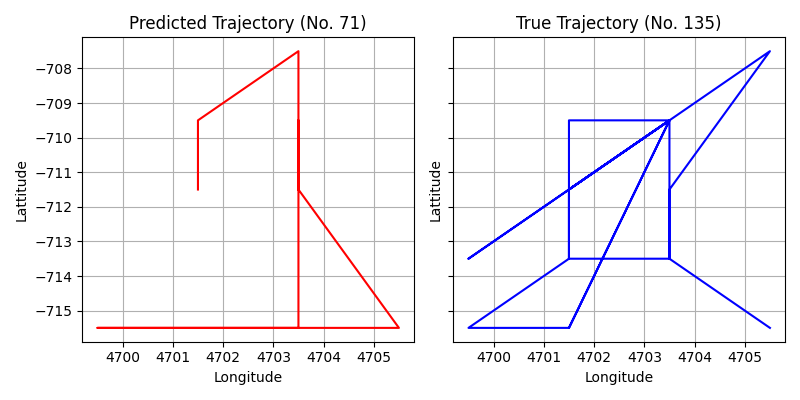 Predicted Trajectory (No. 71)
True Trajectory (No. 135)
Lattitude
−708
−709
−710
−711
−712
−713
−714
−715
4700 4701 4702 4703 4704 4705
Longitude
Lattitude
4700 4701 4702 4703 4704 4705
Longitude